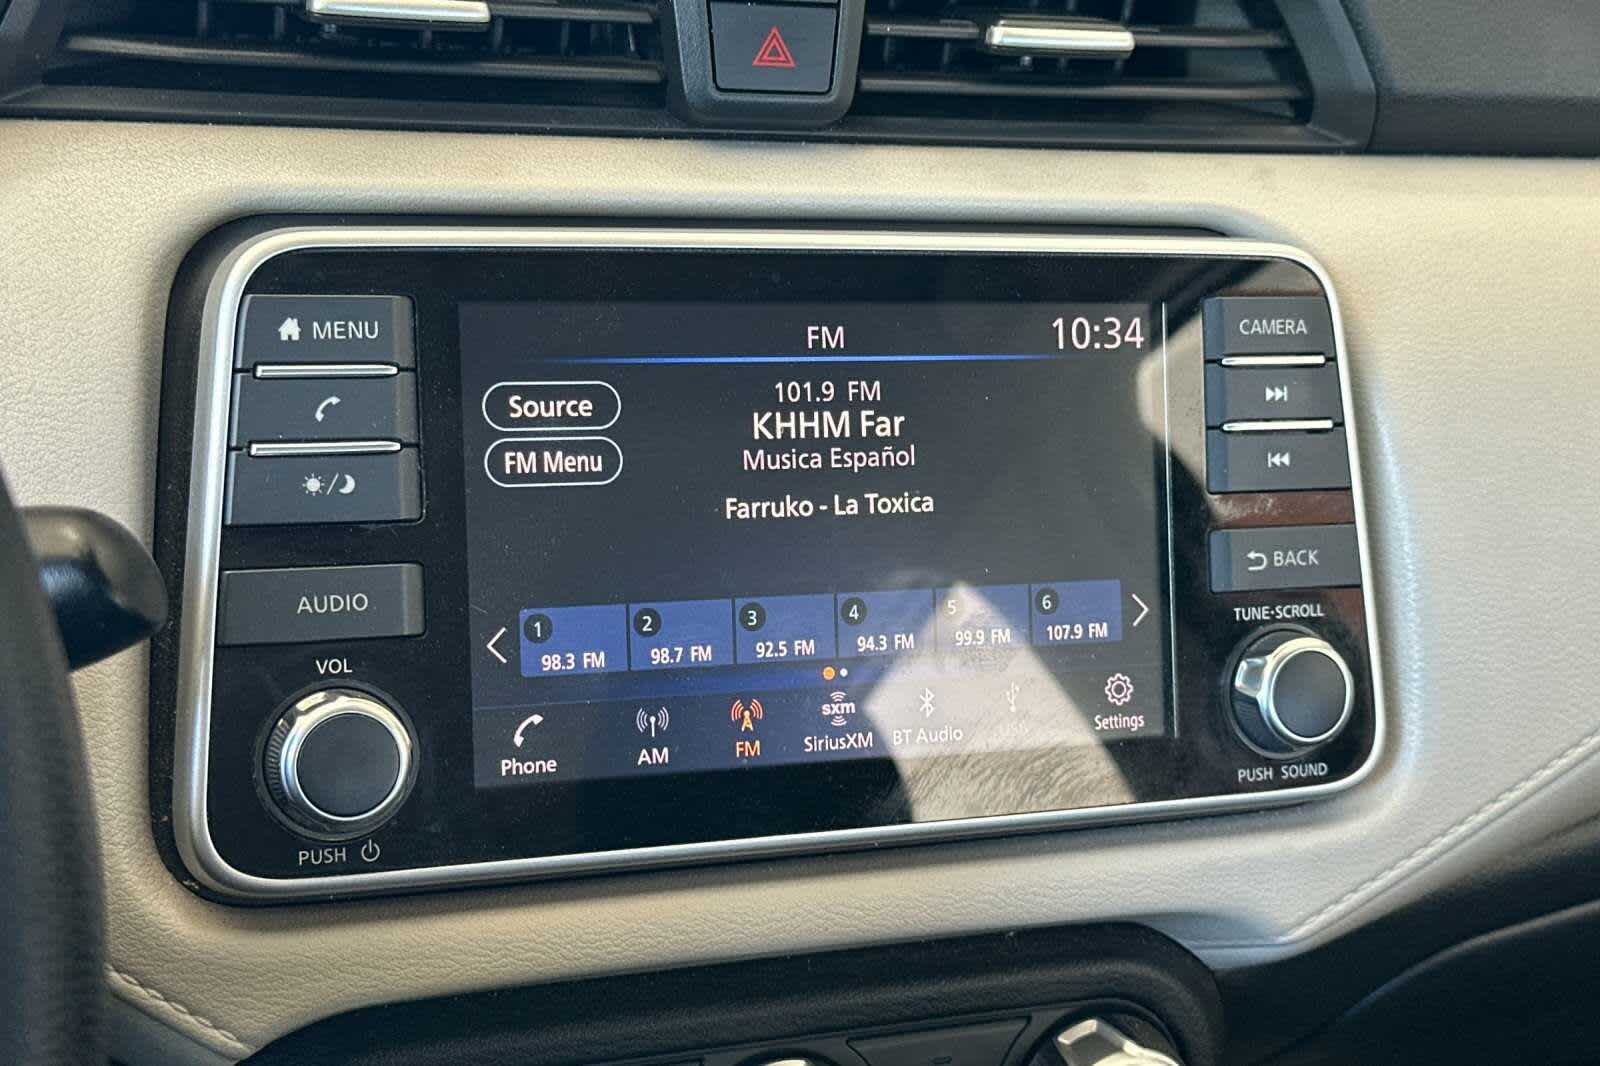 MENU
AUDIO
VOL
PUSH
FM
10:34
Source
FM Menu
101.9 FM
KHHM Far
Musica Español
Farruko - La Toxica
1
98.3 FM
2
98.7 FM
3
92.5 FM
4
94.3 FM
5
99.9 FM
6
107.9 FM
Phone
AM
FM
sxm
SiriusXM
BT Audio
USB
Settings
CAMERA
BACK
TUNE·SCROLL
PUSH SOUND